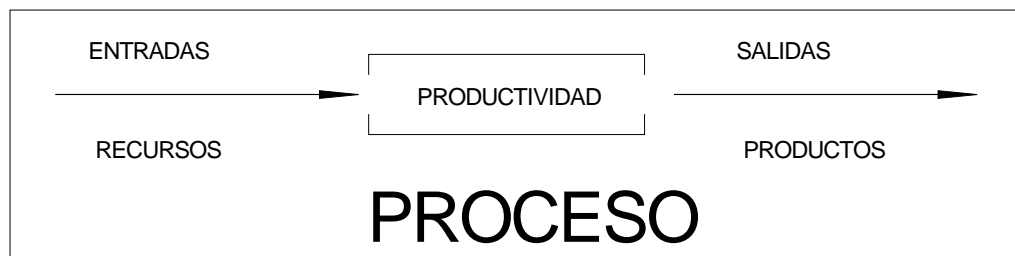 ENTRADAS
SALIDAS
PRODUCTIVIDAD
RECURSOS
PRODUCTOS
PROCESO